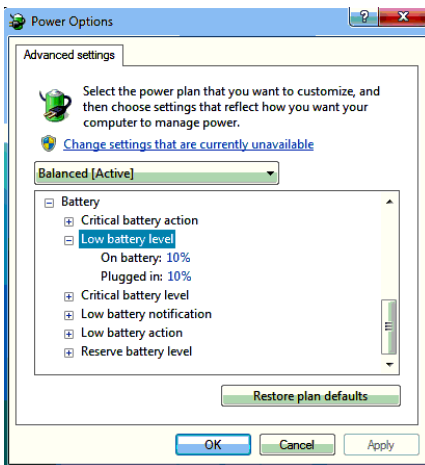 Power Options
Advanced settings
Select the power plan that you want to customize, and
then choose settings that reflect how you want your
computer to manage power.
Change settings that are currently unavailable
Balanced [Active]
Battery
Critical battery action
Low battery level
On battery: 10%
Plugged in: 10%
Critical battery level
Low battery notification
Low battery action
Reserve battery level
Restore plan defaults
OK
Cancel
Apply